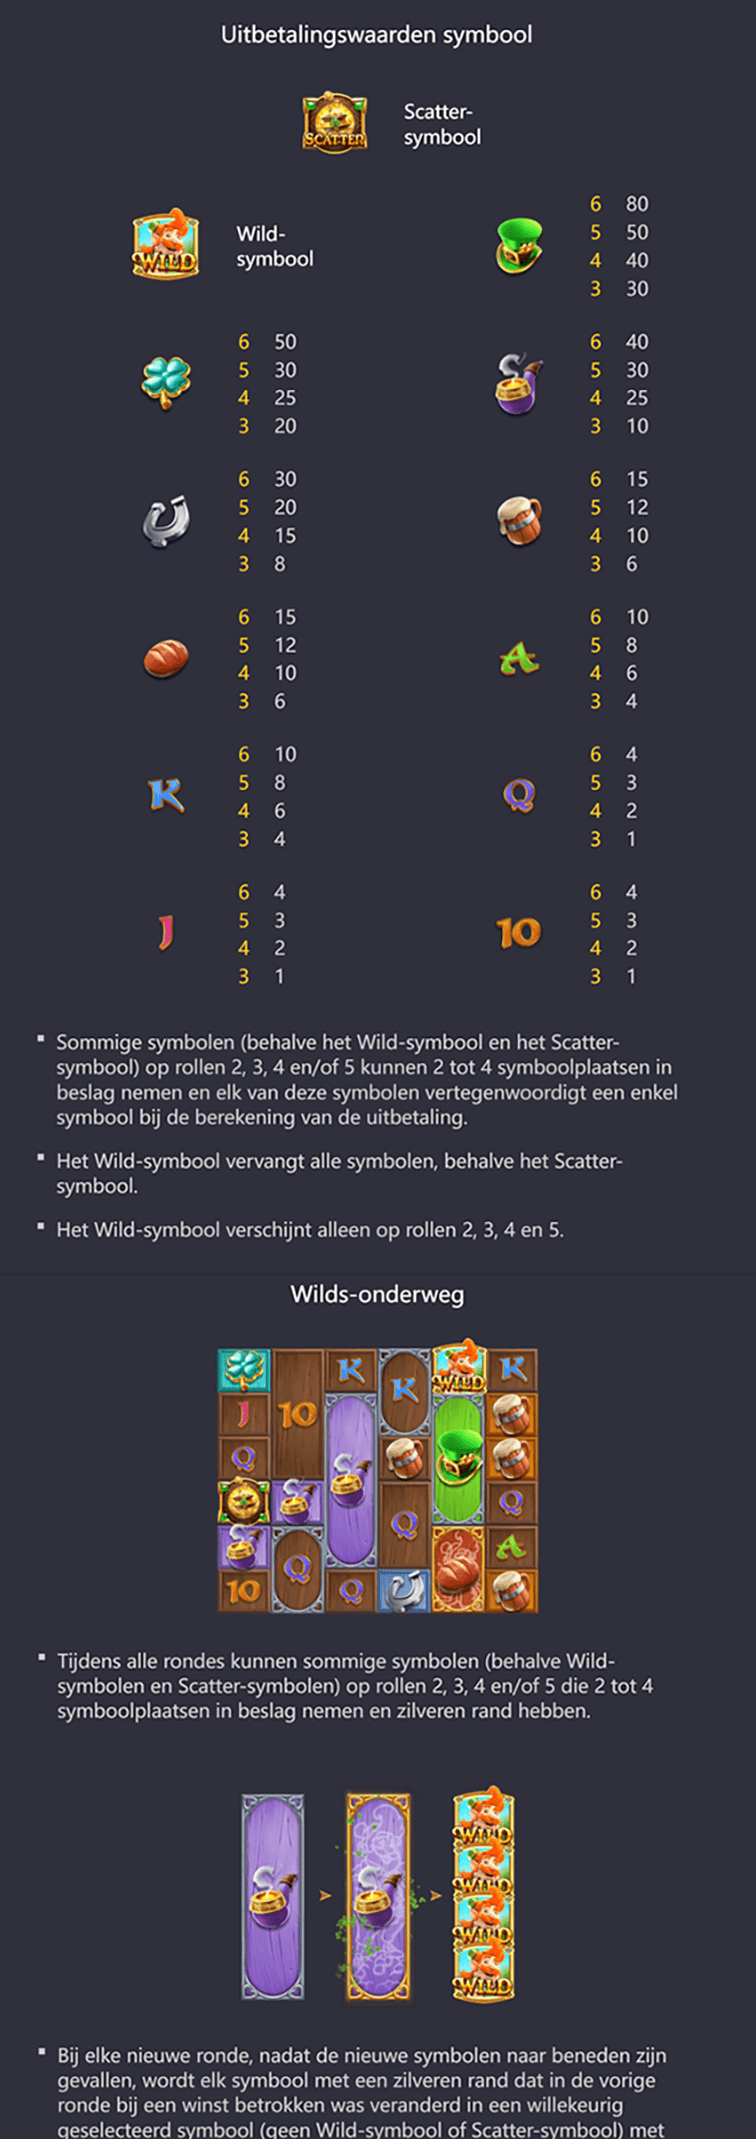 Uitbetalingswaarden symbool
SCATTER
Scatter-
symbool
WILD
Wild-
symbool
6 80
5 50
4 40
3 30
6 50
5 30
4 25
3 20
6 40
5 30
4 25
3 10
6 30
5 20
4 15
3 8
6 15
5 12
4 10
3 6
6 15
5 12
4 10
3 6
A
6 10
5 8
6 6
3 4
K
6 10
5 8
4 6
3 4
Q
6 4
5 3
4 2
3 1
J
6 4
5 3
4 2
3 1
10
6 4
5 3
4 2
3 1
▪ Sommige symbolen (behalve het Wild-symbool en het Scatter-
symbool) op rollen 2, 3, 4 en/of 5 kunnen 2 tot 4 symboolplaatsen in
beslag nemen en elk van deze symbolen vertegenwoordigt een enkel
symbool bij de berekening van de uitbetaling.
▪ Het Wild-symbool vervangt alle symbolen, behalve het Scatter-
symbool.
▪ Het Wild-symbool verschijnt alleen op rollen 2, 3, 4 en 5.
Wilds-onderweg
K K WILD K
J 10
Q
Q Q
A
10 Q Q
▪ Tijdens alle rondes kunnen sommige symbolen (behalve Wild-
symbolen en Scatter-symbolen) op rollen 2, 3, 4 en/of 5 die 2 tot 4
symboolplaatsen in beslag nemen en zilveren rand hebben.
WILD
WILD
WILD
WILD
▪ Bij elke nieuwe ronde, nadat de nieuwe symbolen naar beneden zijn
gevallen, wordt elk symbool met een zilveren rand dat in de vorige
ronde bij een winst betrokken was veranderd in een willekeurig
geselecteerd symbool (geen Wild-symbool of Scatter-symbool) met